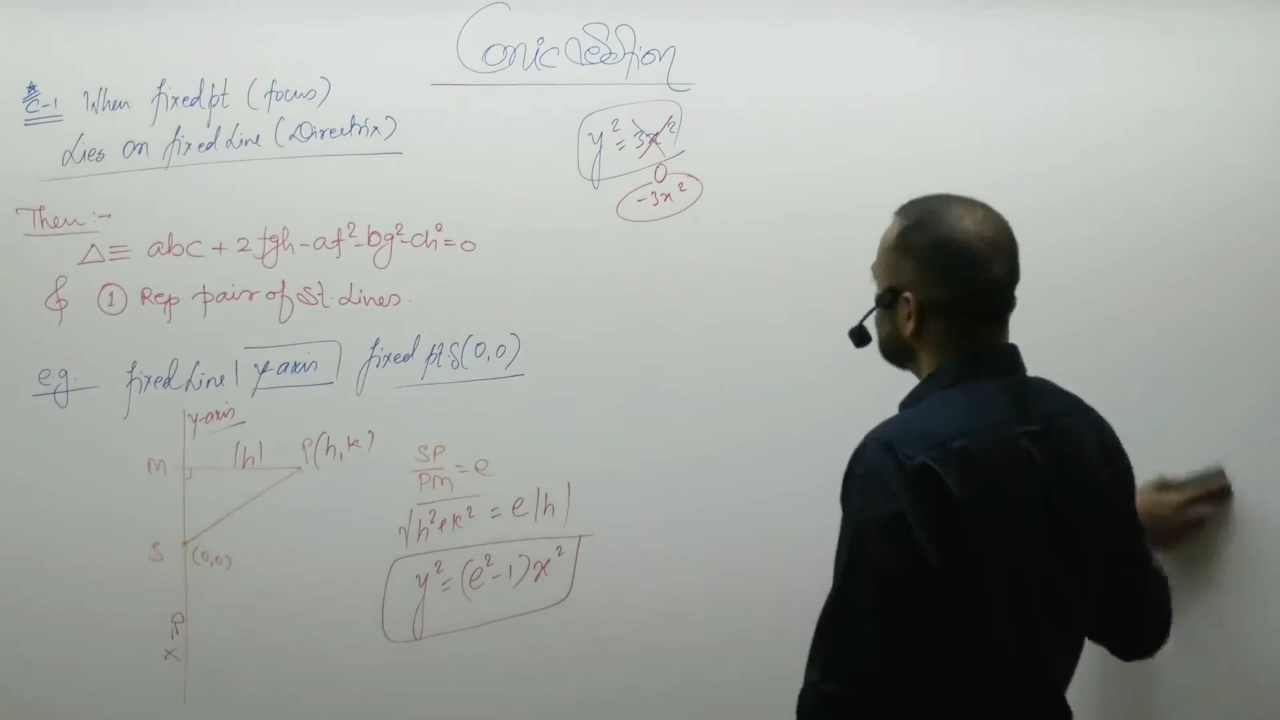 Conic Section
C-1 When fixed pt (focus)
Lies on fixed Line (Directrix)
y² = 3x²
0
-3x²
Then :-
Δ ≡ abc + 2fgh - af² - bg² - ch² = 0
& ① Rep. pair of St. Lines.
e.g. fixed Line | y-axis | fixed pt S(0,0)
y-axis
M |h| P(h,k)
SP/PM = e
√h²+k² = e|h|
S (0,0)
y² = (e²-1)x²
x=0